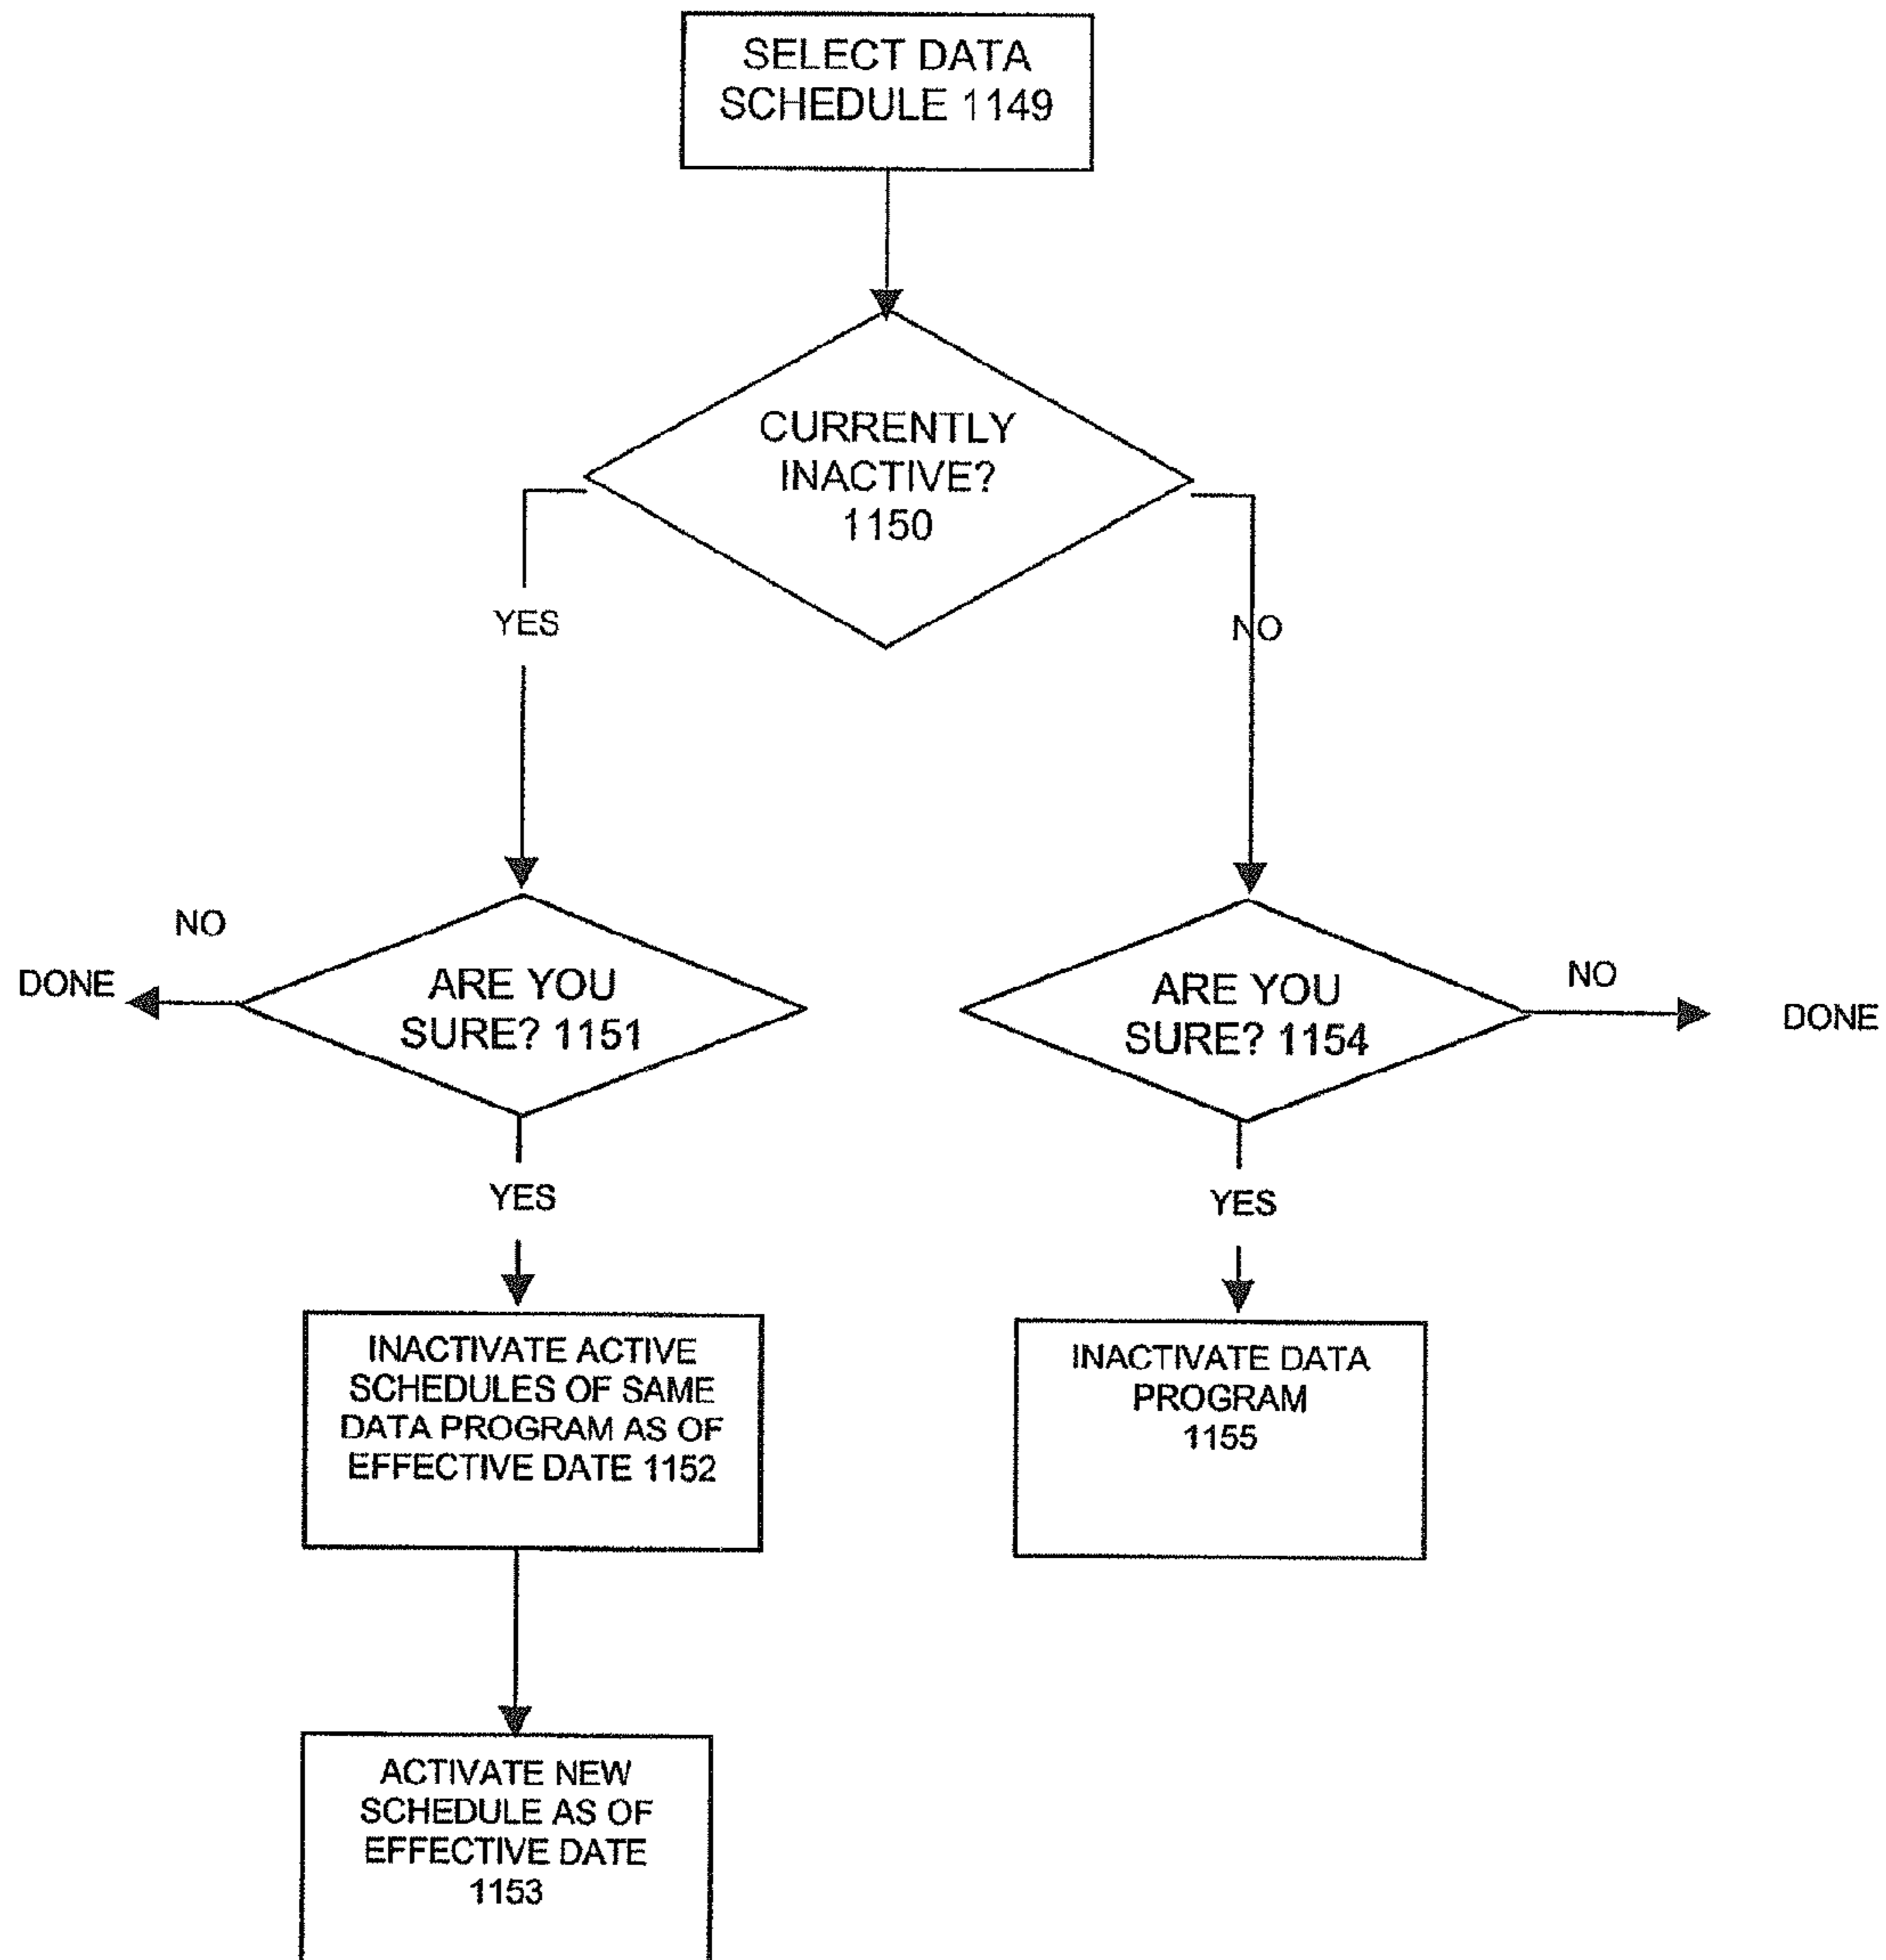 SELECT DATA
SCHEDULE 1149
CURRENTLY
INACTIVE?
1150
YES
NO
NO
DONE
ARE YOU
SURE? 1151
ARE YOU
SURE? 1154
NO
DONE
YES
YES
INACTIVATE ACTIVE
SCHEDULES OF SAME
DATA PROGRAM AS OF
EFFECTIVE DATE 1152
INACTIVATE DATA
PROGRAM
1155
ACTIVATE NEW
SCHEDULE AS OF
EFFECTIVE DATE
1153